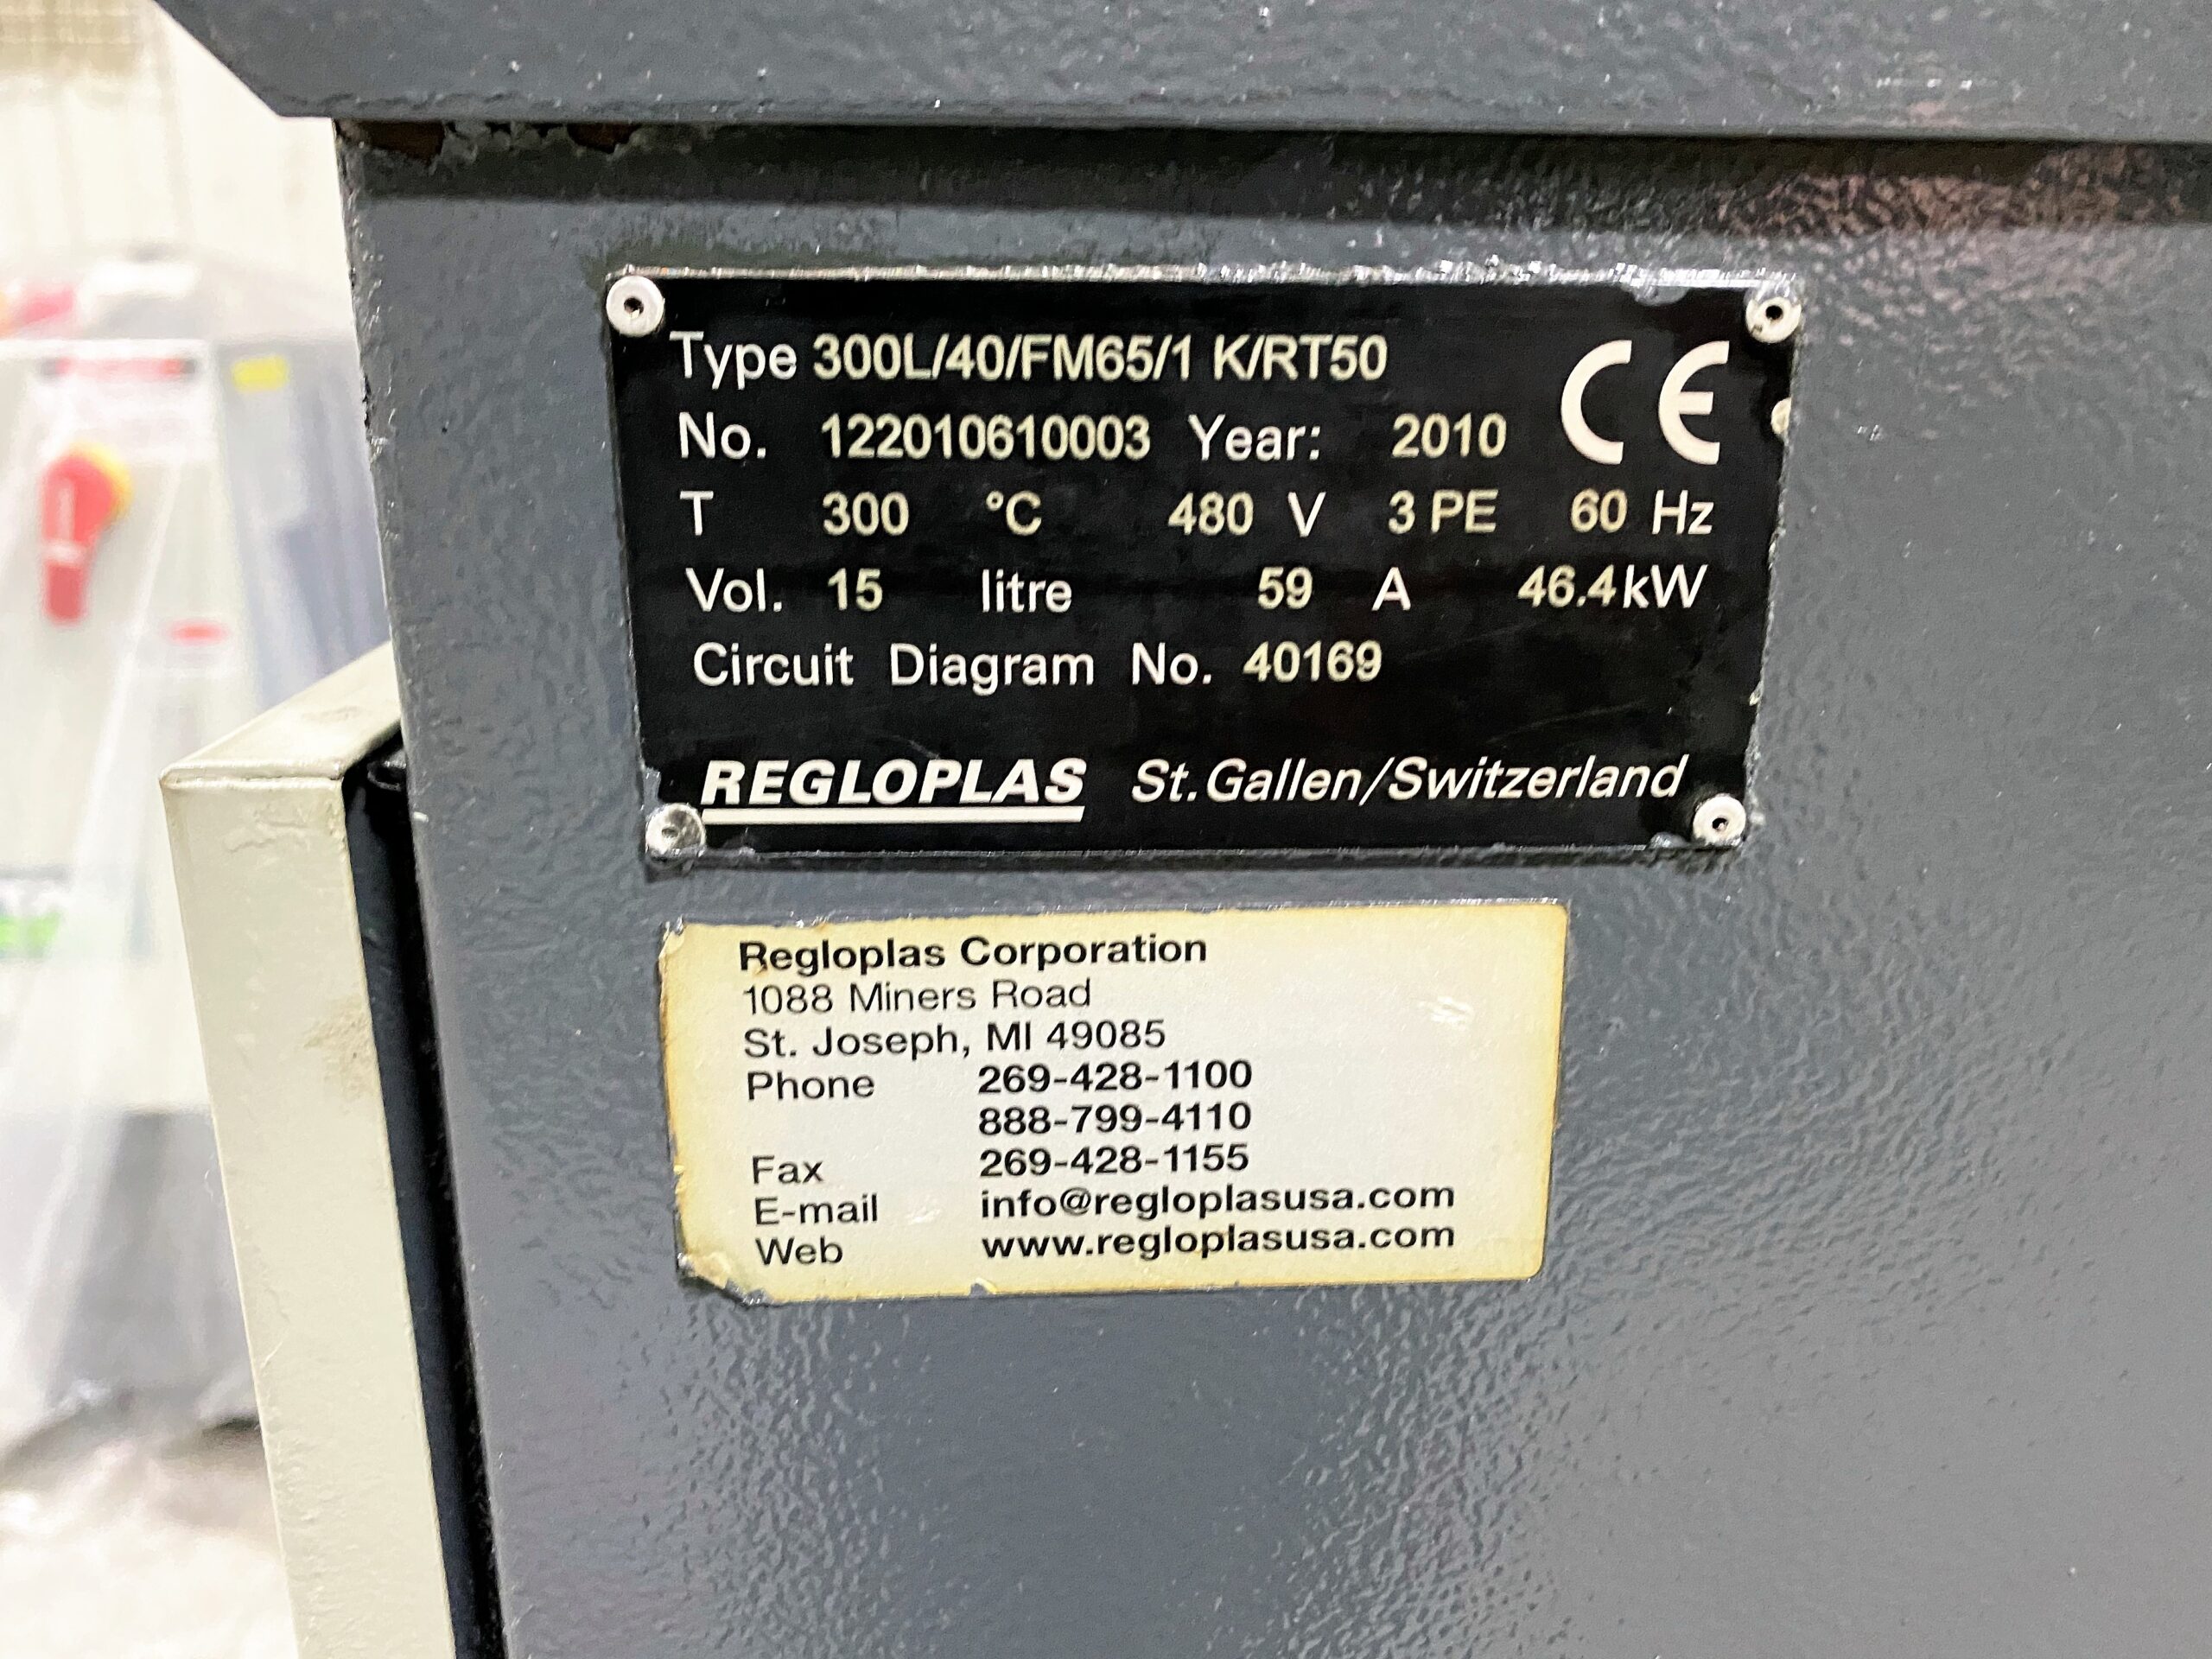 Type 300L/40/FM65/1 K/RT50
No. 122010610003 Year: 2010 CE
T 300 °C 480 V 3 PE 60 Hz
Vol. 15 litre 59 A 46.4kW
Circuit Diagram No. 40169
REGLOPLAS St.Gallen/Switzerland
Regloplas Corporation
1088 Miners Road
St. Joseph, MI 49085
Phone 269-428-1100
888-799-4110
Fax 269-428-1155
E-mail info@regloplasusa.com
Web www.regloplasusa.com